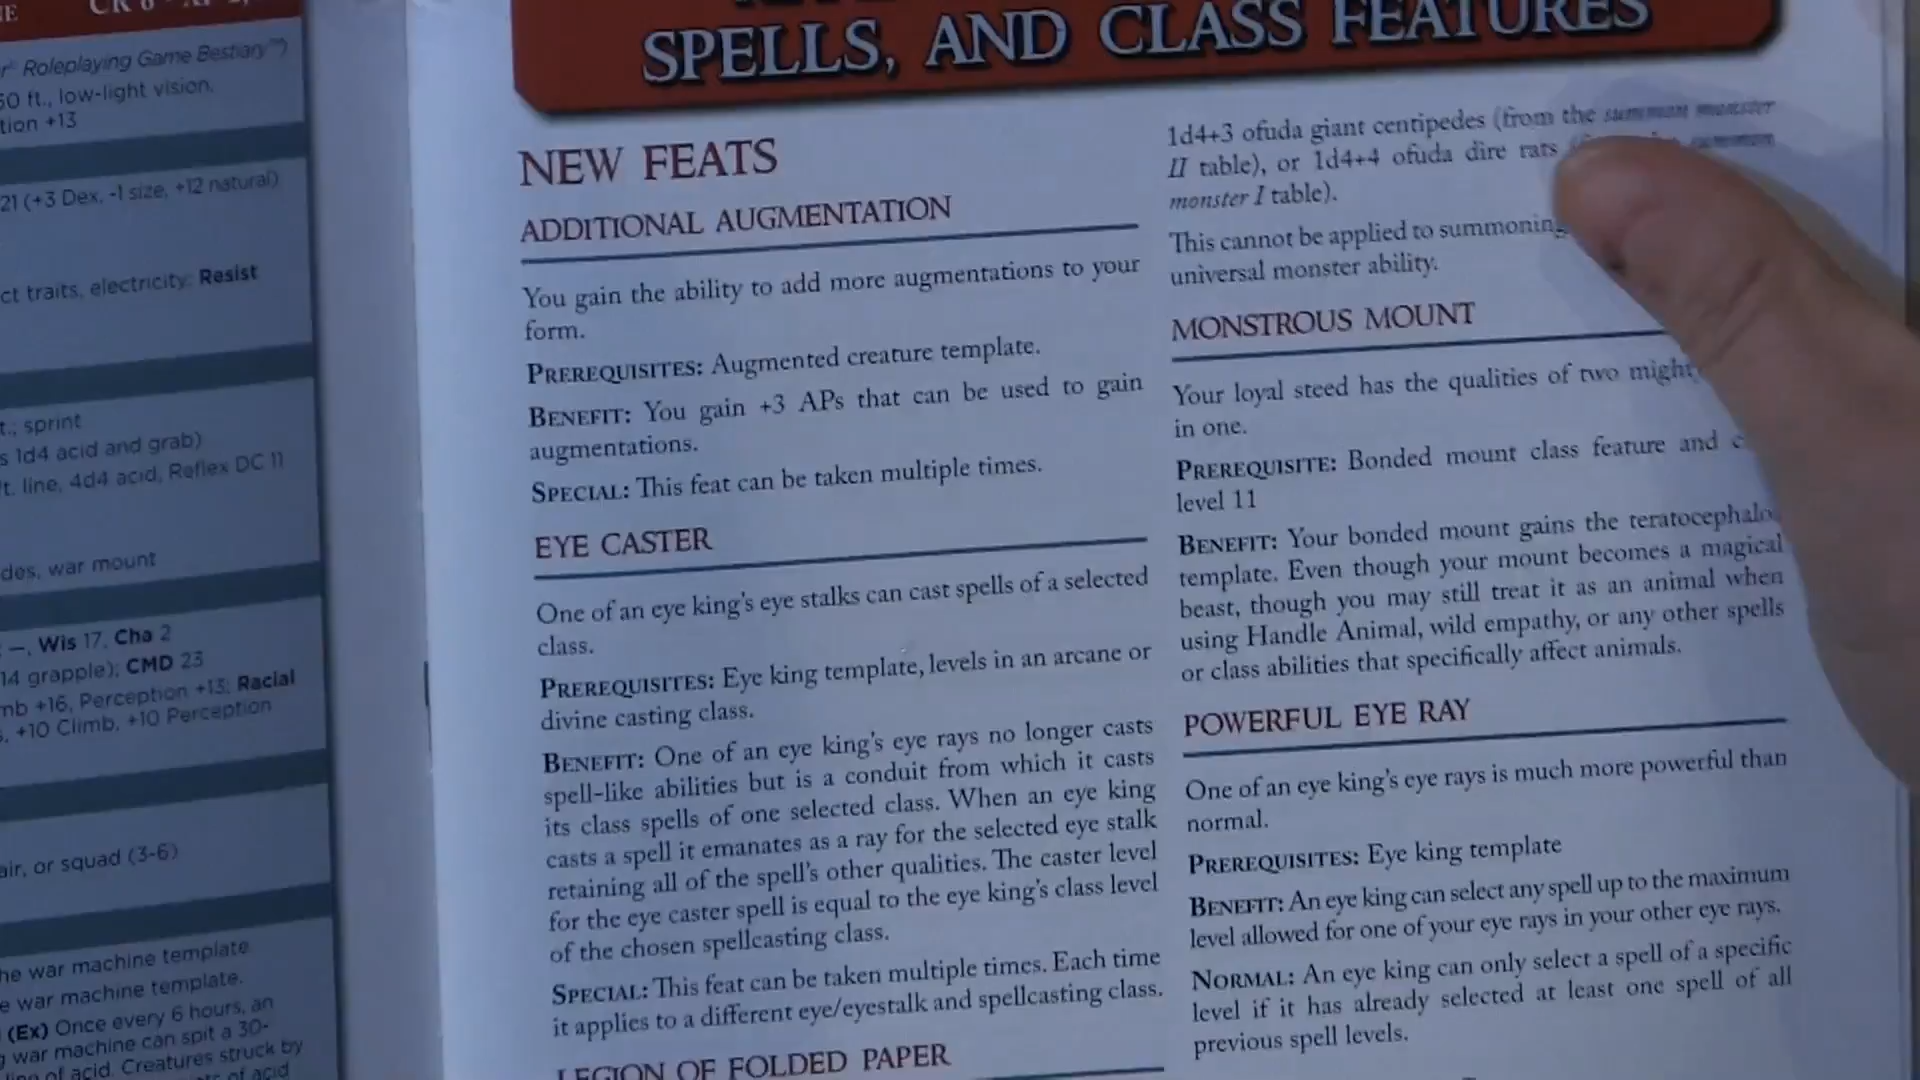 CR 8
r Roleplaying Game Bestiary™)
60 ft., low-light vision,
tion +13
21 (+3 Dex, -1 size, +12 natural)
ct traits, electricity; Resist
t., sprint
s 1d4 acid and grab)
t. line, 4d4 acid, Reflex DC 11
des, war mount
—, Wis 17, Cha 2
14 grapple); CMD 23
mb +16, Perception +13; Racial
s, +10 Climb, +10 Perception
air, or squad (3-6)
he war machine template
e war machine template.
(Ex) Once every 6 hours, an
war machine can spit a 30-
line of acid. Creatures struck by
of acid
SPELLS, AND CLASS FEATURES
NEW FEATS
ADDITIONAL AUGMENTATION
You gain the ability to add more augmentations to your
form.
PREREQUISITES: Augmented creature template.
BENEFIT: You gain +3 APs that can be used to gain
augmentations.
SPECIAL: This feat can be taken multiple times.
EYE CASTER
One of an eye king's eye stalks can cast spells of a selected
class.
PREREQUISITES: Eye king template, levels in an arcane or
divine casting class.
BENEFIT: One of an eye king's eye rays no longer casts
spell-like abilities but is a conduit from which it casts
its class spells of one selected class. When an eye king
casts a spell it emanates as a ray for the selected eye stalk
retaining all of the spell's other qualities. The caster level
for the eye caster spell is equal to the eye king's class level
of the chosen spellcasting class.
SPECIAL: This feat can be taken multiple times. Each time
it applies to a different eye/eyestalk and spellcasting class.
LEGION OF FOLDED PAPER
1d4+3 ofuda giant centipedes (from the summon monster
II table), or 1d4+4 ofuda dire rats summon
monster I table).
This cannot be applied to summoning
universal monster ability.
MONSTROUS MOUNT
Your loyal steed has the qualities of two might
in one.
PREREQUISITE: Bonded mount class feature and c
level 11
BENEFIT: Your bonded mount gains the teratocephalo
template. Even though your mount becomes a magical
beast, though you may still treat it as an animal when
using Handle Animal, wild empathy, or any other spells
or class abilities that specifically affect animals.
POWERFUL EYE RAY
One of an eye king's eye rays is much more powerful than
normal.
PREREQUISITES: Eye king template
BENEFIT: An eye king can select any spell up to the maximum
level allowed for one of your eye rays in your other eye rays.
NORMAL: An eye king can only select a spell of a specific
level if it has already selected at least one spell of all
previous spell levels.